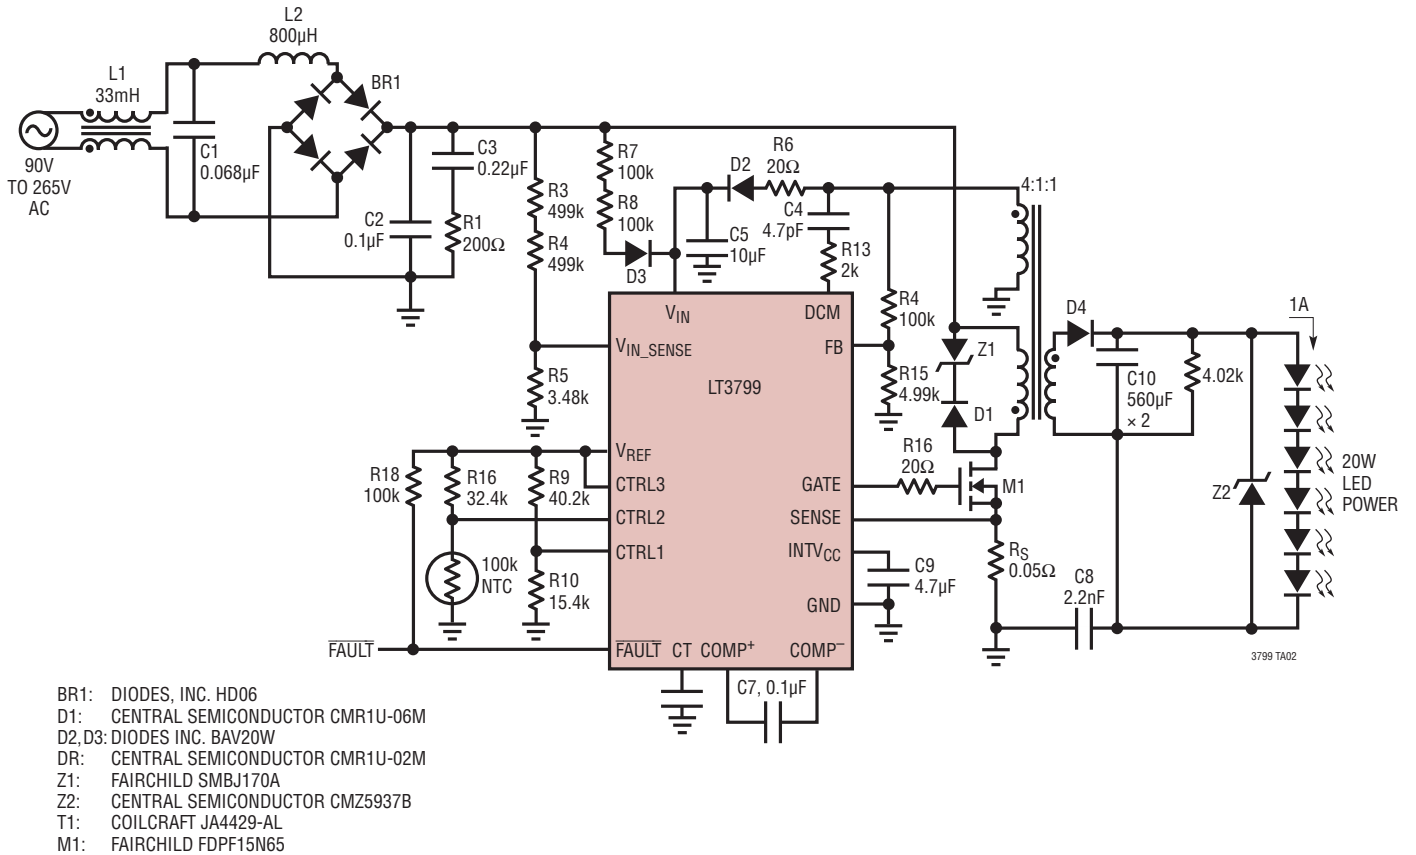 L2
800µH
L1
33mH
BR1
90V
TO 265V
AC
C1
0.068µF
C3
0.22µF
C2
0.1µF
R1
200Ω
R3
499k
R4
499k
R7
100k
R8
100k
D3
D2
R6
20Ω
C5
10µF
C4
4.7pF
R13
2k
4:1:1
R4
100k
R15
4.99k
R5
3.48k
VIN
DCM
VIN_SENSE
FB
LT3799
VREF
CTRL3
CTRL2
CTRL1
GATE
SENSE
INTVCC
GND
FAULT
CT
COMP+
COMP–
Z1
D1
D4
1A
C10
560µF
× 2
4.02k
Z2
20W
LED
POWER
R18
100k
R16
32.4k
R9
40.2k
R16
20Ω
M1
100k
NTC
R10
15.4k
RS
0.05Ω
C9
4.7µF
C8
2.2nF
FAULT
C7, 0.1µF
3799 TA02
BR1: DIODES, INC. HD06
D1: CENTRAL SEMICONDUCTOR CMR1U-06M
D2,D3: DIODES INC. BAV20W
DR: CENTRAL SEMICONDUCTOR CMR1U-02M
Z1: FAIRCHILD SMBJ170A
Z2: CENTRAL SEMICONDUCTOR CMZ5937B
T1: COILCRAFT JA4429-AL
M1: FAIRCHILD FDPF15N65